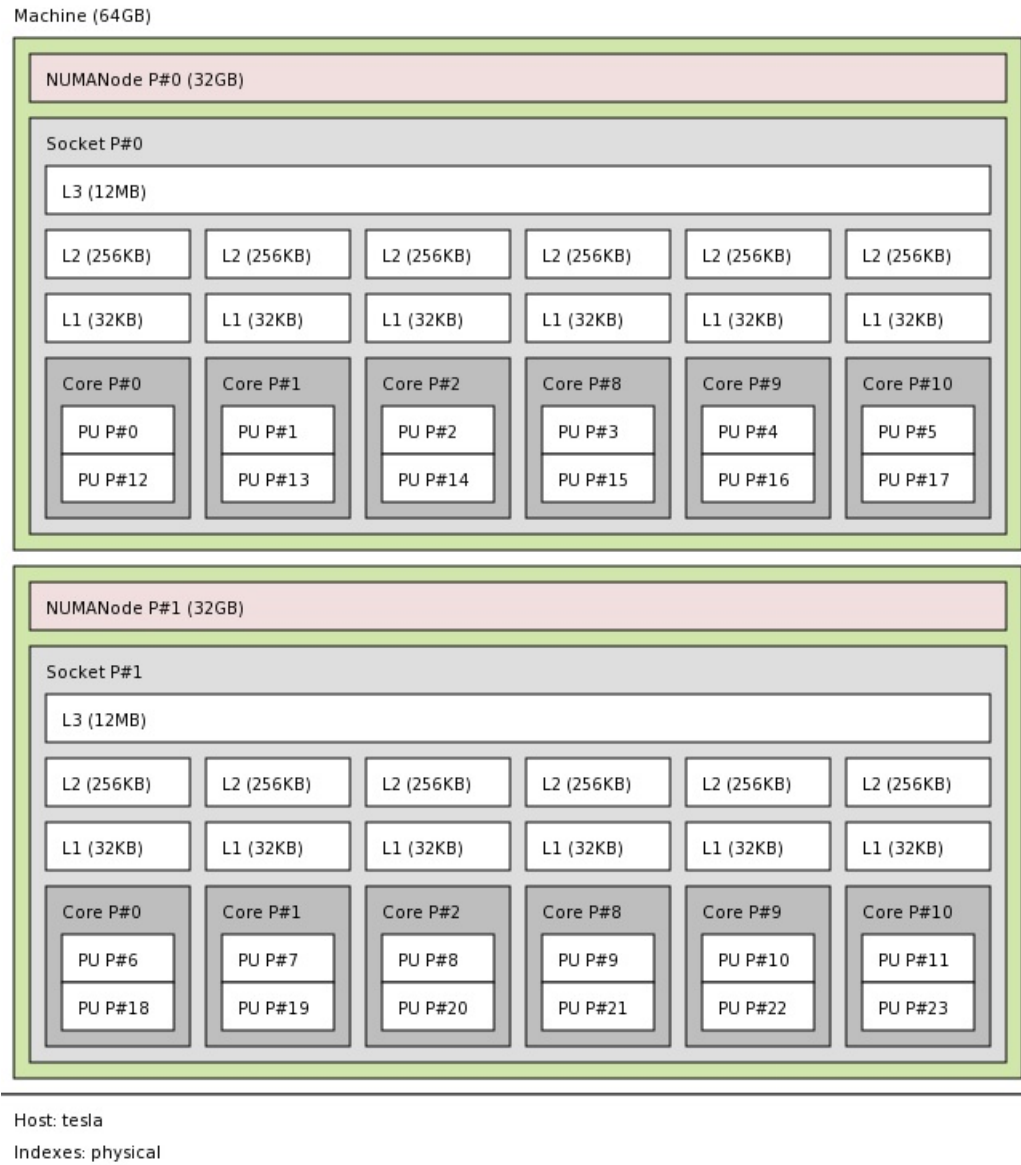 Machine (64GB)
NUMANode P#0 (32GB)
Socket P#0
L3 (12MB)
L2 (256KB) L2 (256KB) L2 (256KB) L2 (256KB) L2 (256KB) L2 (256KB)
L1 (32KB) L1 (32KB) L1 (32KB) L1 (32KB) L1 (32KB) L1 (32KB)
Core P#0 Core P#1 Core P#2 Core P#8 Core P#9 Core P#10
PU P#0 PU P#1 PU P#2 PU P#3 PU P#4 PU P#5
PU P#12 PU P#13 PU P#14 PU P#15 PU P#16 PU P#17
NUMANode P#1 (32GB)
Socket P#1
L3 (12MB)
L2 (256KB) L2 (256KB) L2 (256KB) L2 (256KB) L2 (256KB) L2 (256KB)
L1 (32KB) L1 (32KB) L1 (32KB) L1 (32KB) L1 (32KB) L1 (32KB)
Core P#0 Core P#1 Core P#2 Core P#8 Core P#9 Core P#10
PU P#6 PU P#7 PU P#8 PU P#9 PU P#10 PU P#11
PU P#18 PU P#19 PU P#20 PU P#21 PU P#22 PU P#23
Host: tesla
Indexes: physical